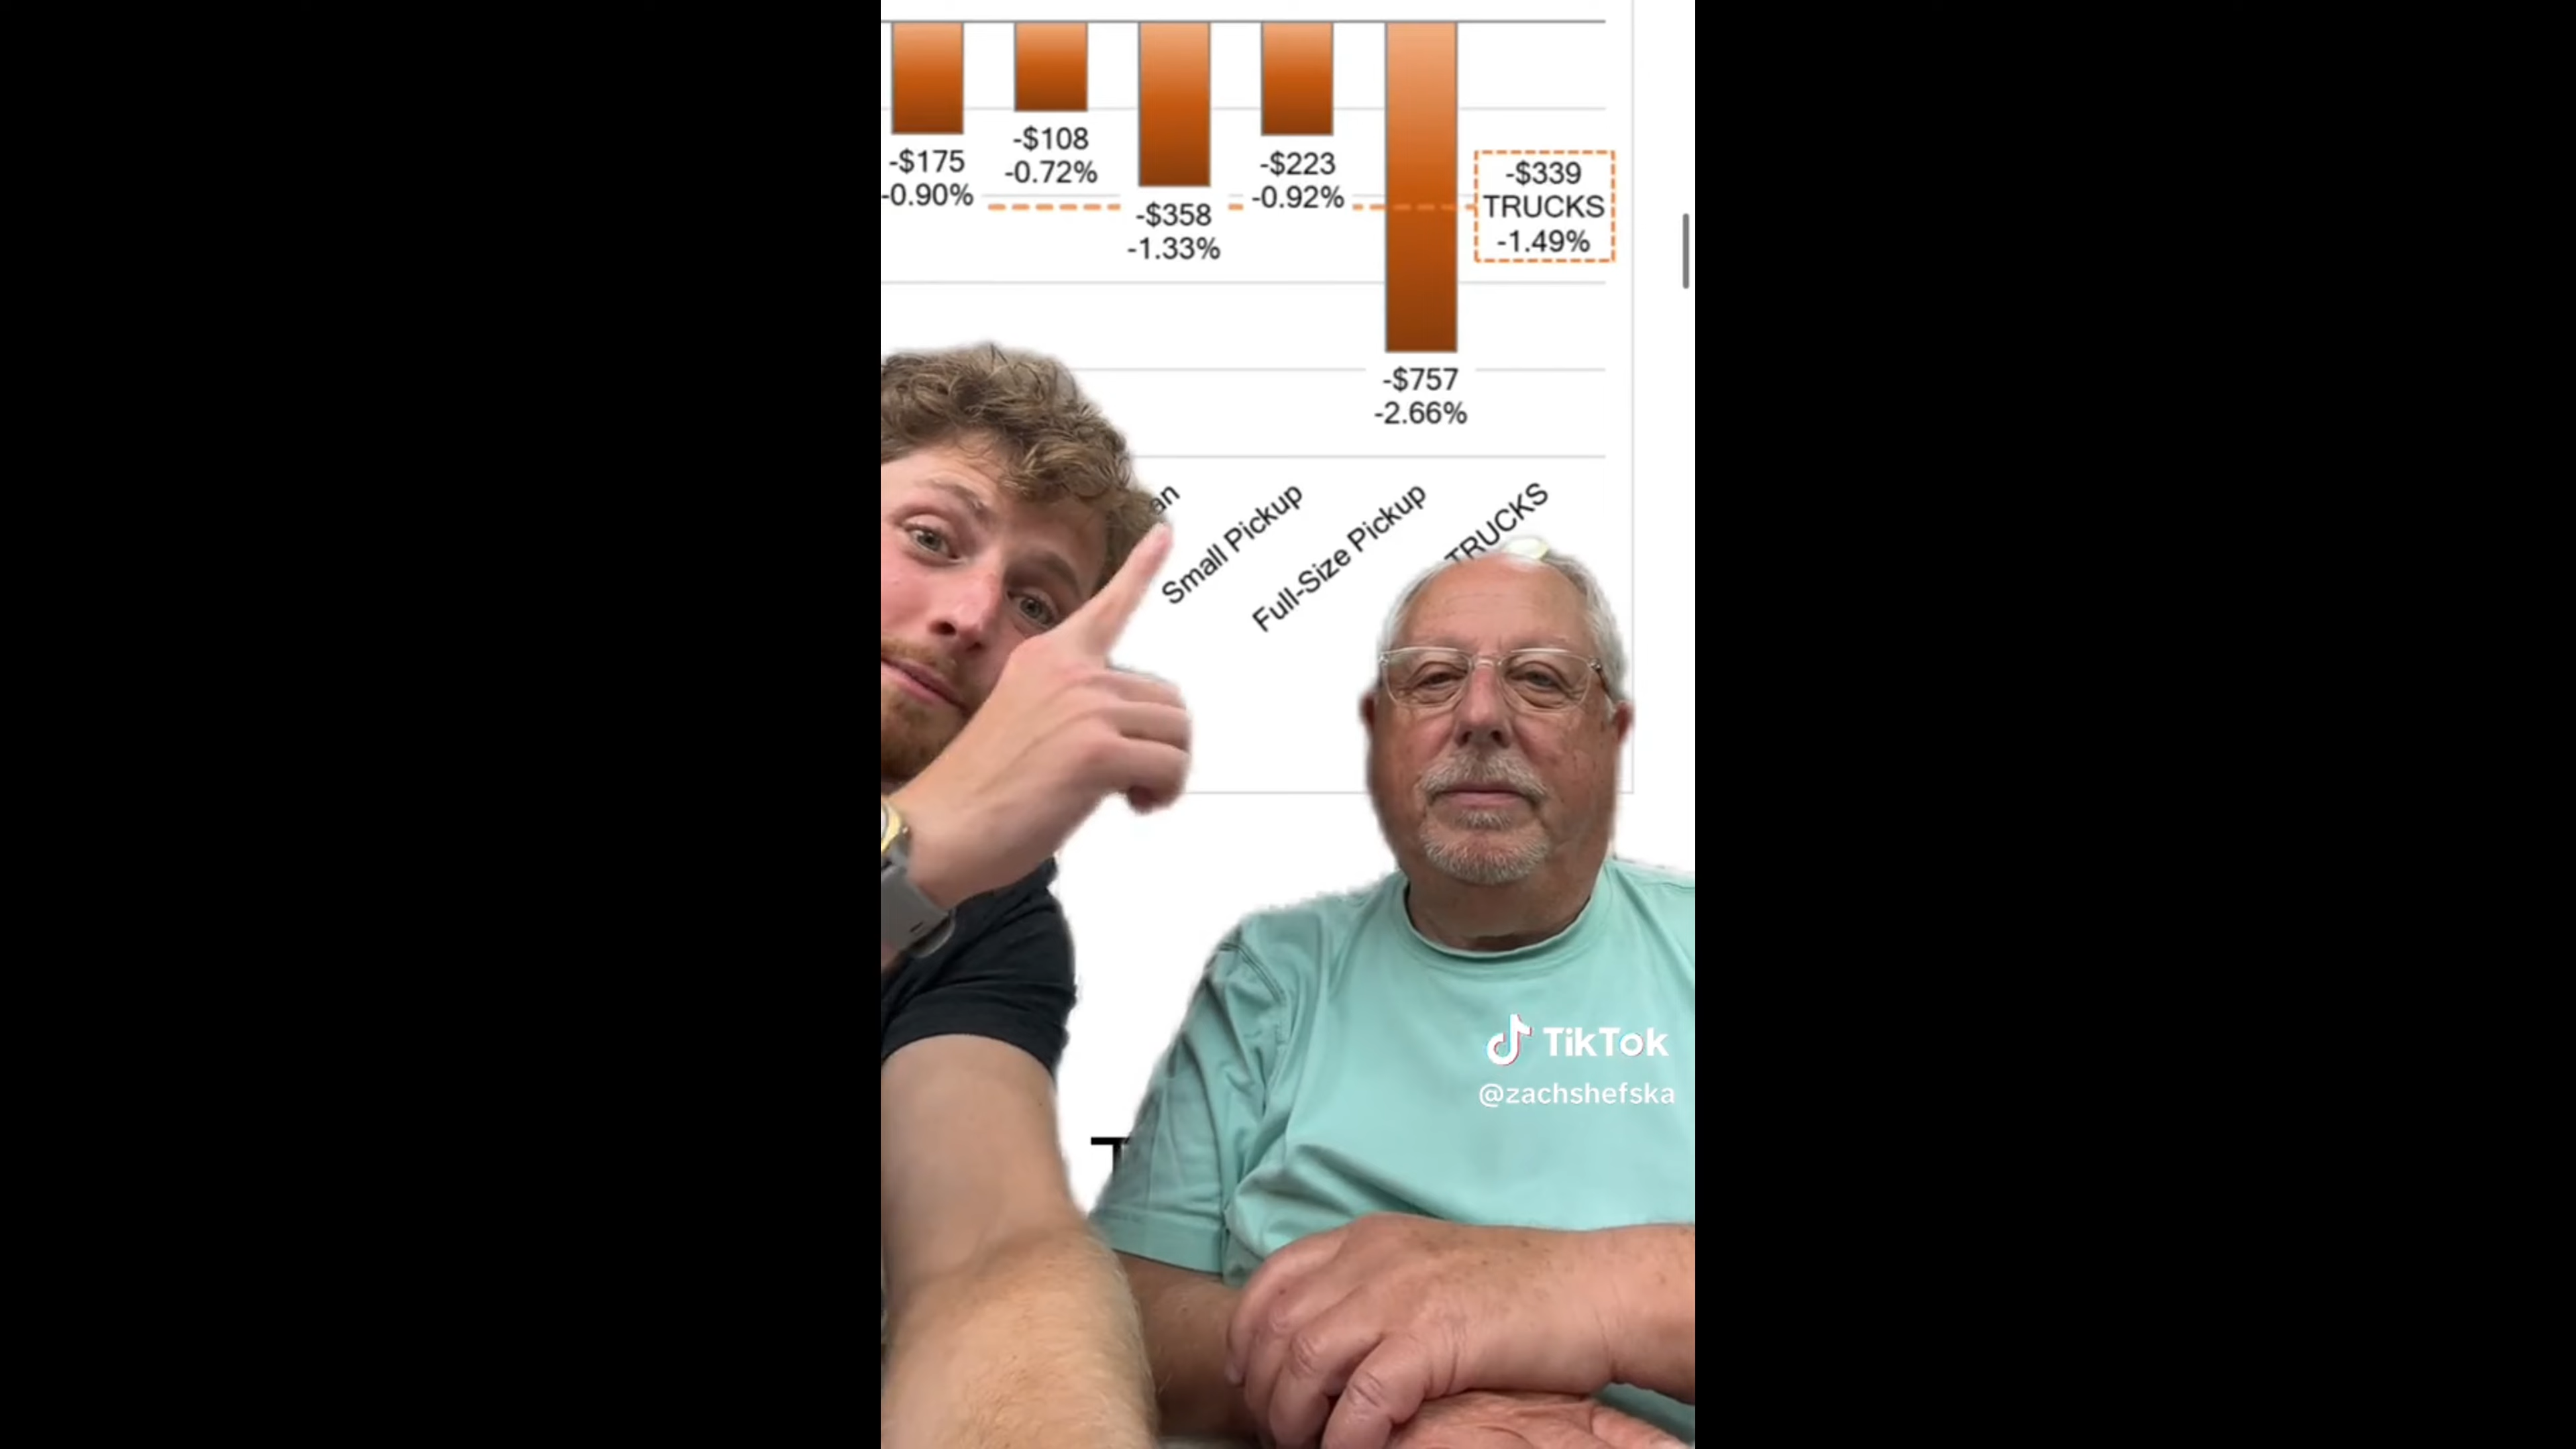 -$175
-0.90%
-$108
-0.72%
-$358
-1.33%
-$223
-0.92%
-$757
-2.66%
-$339
TRUCKS
-1.49%
Small Pickup
Full-Size Pickup
TRUCKS
TikTok
@zachshefska